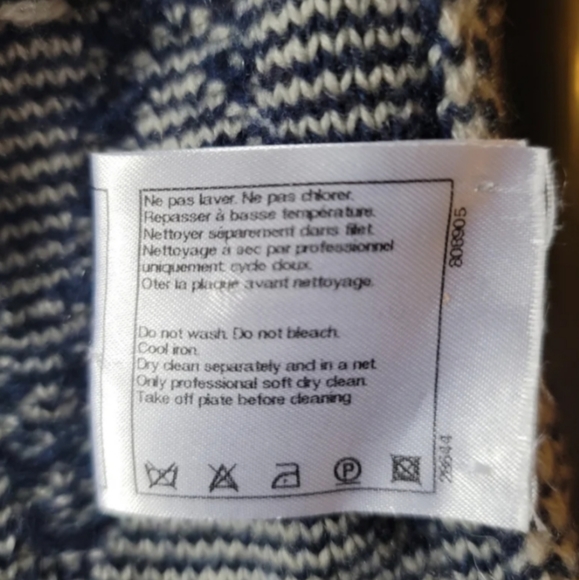 Ne pas laver. Ne pas chlorer.
Repasser à basse température.
Nettoyer séparement dans filet.
Nettoyage à sec par professionnel
uniquement cycle doux.
Oter la plaque avant nettoyage.
Do not wash. Do not bleach.
Cool iron.
Dry clean separately and in a net
Only professional soft dry clean.
Take off plate before cleaning
P
808905
29644